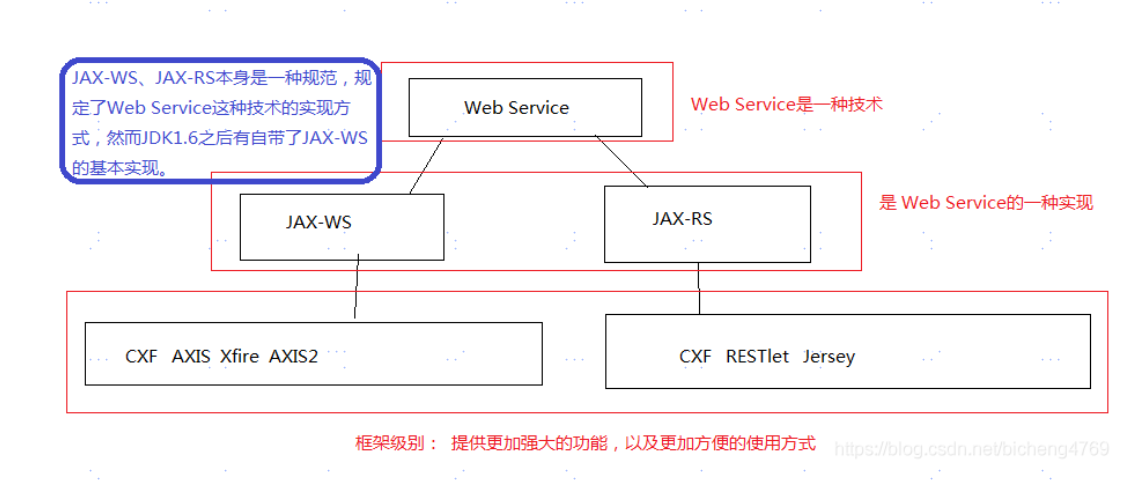 JAX-WS、JAX-RS本身是一种规范，规
定了Web Service这种技术的实现方
式，然而JDK1.6之后有自带了JAX-WS
的基本实现。
Web Service
Web Service是一种技术
JAX-WS
JAX-RS
是 Web Service的一种实现
CXF AXIS Xfire AXIS2
CXF RESTlet Jersey
框架级别： 提供更加强大的功能，以及更加方便的使用方式
https://blog.csdn.net/bicheng4769